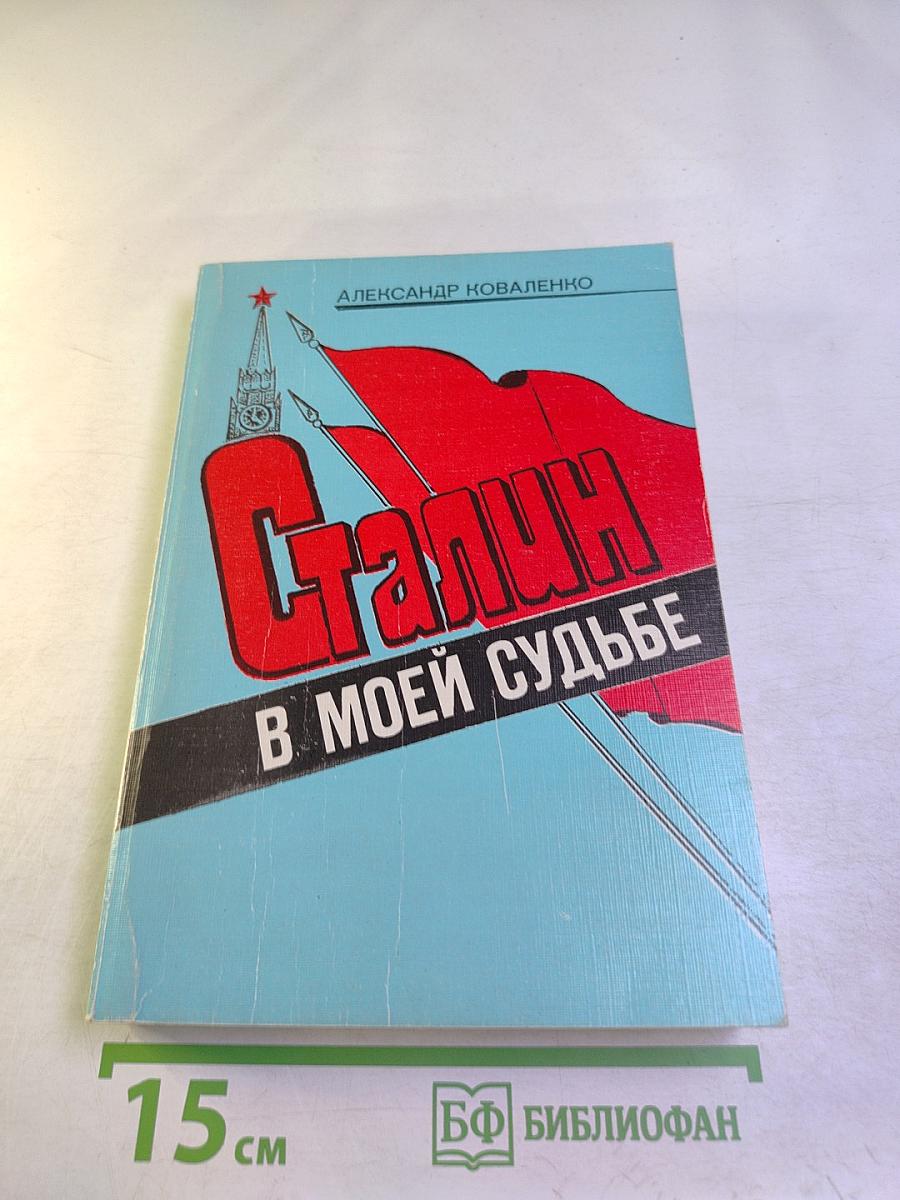 АЛЕКСАНДР КОВАЛЕНКО
Сталин
В МОЕЙ СУДЬБЕ
15 см
БФ БИБЛИОФАН